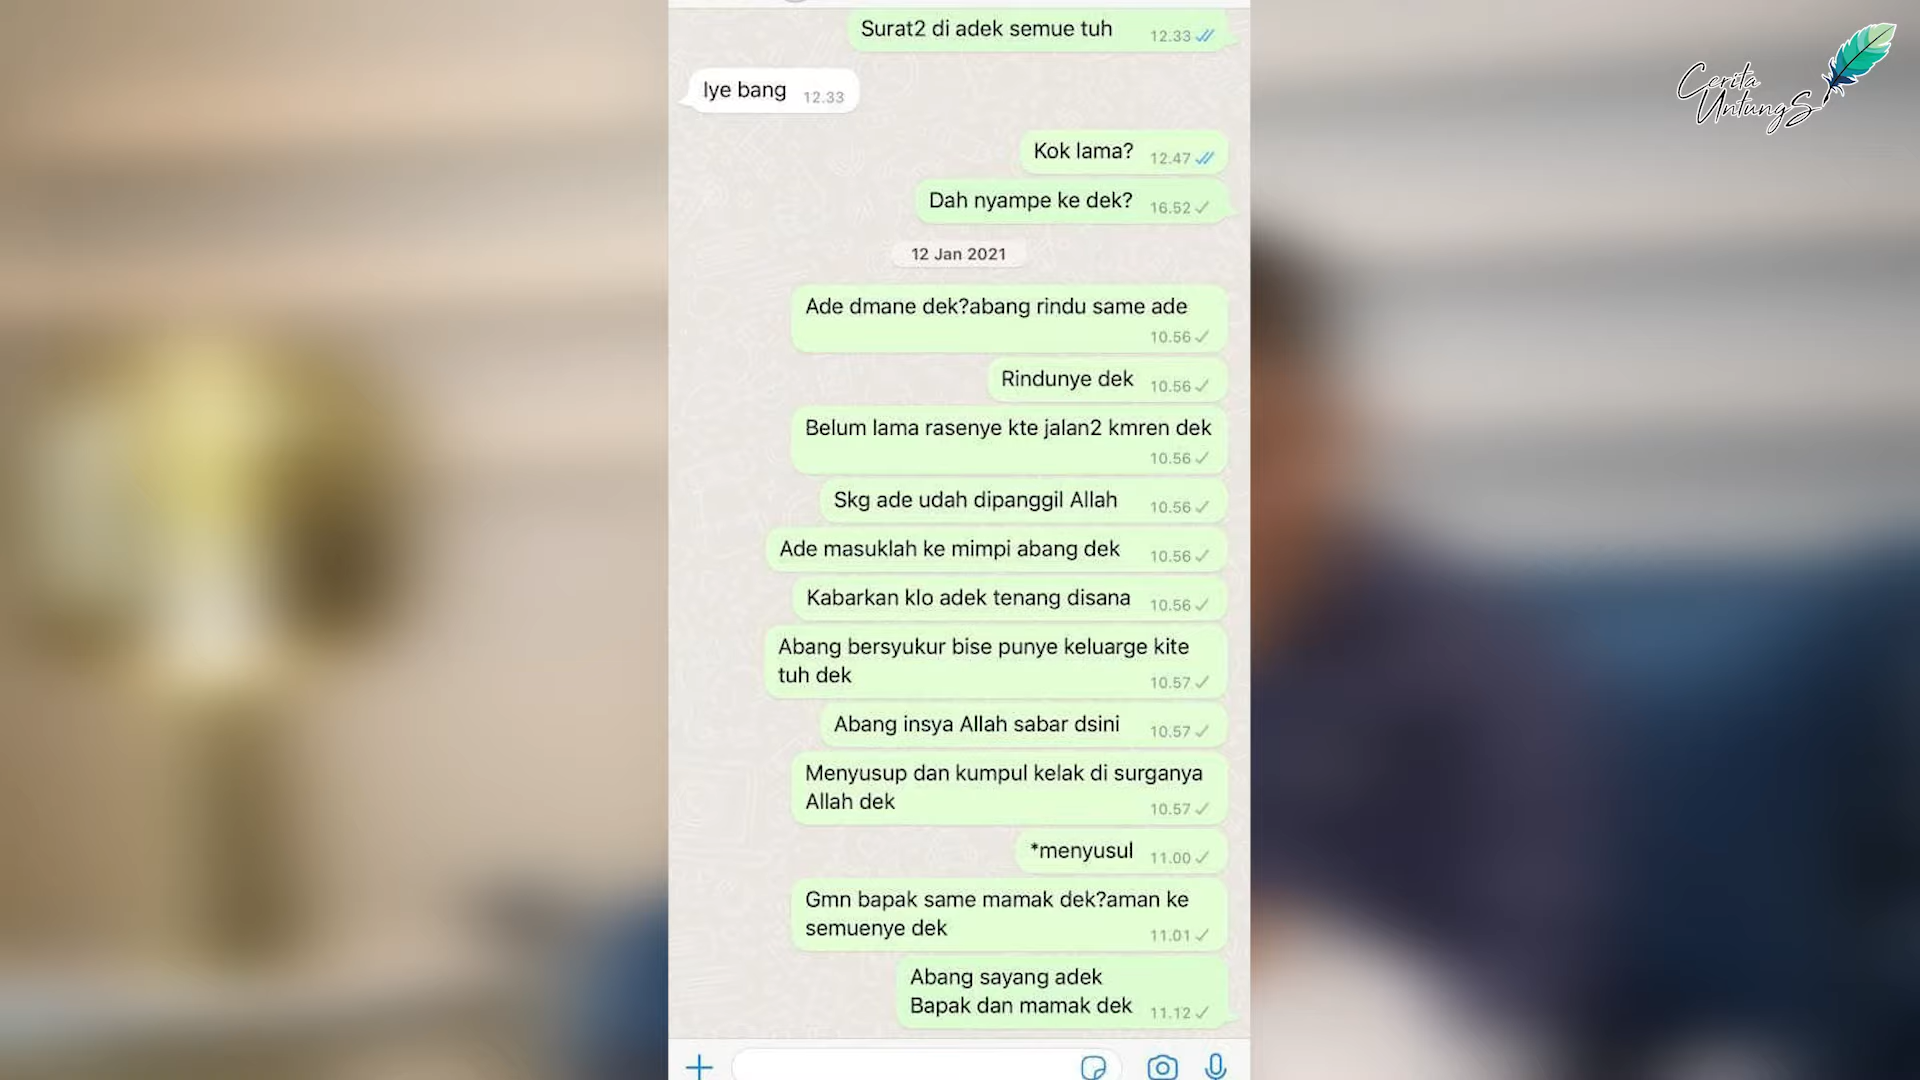 Surat2 di adek semue tuh 12.33
Iye bang 12.33
Kok lama? 12.47
Dah nyampe ke dek? 16.52
12 Jan 2021
Ade dmane dek?abang rindu same ade
10.56
Rindunye dek 10.56
Belum lama rasenye kte jalan2 kmren dek
10.56
Skg ade udah dipanggil Allah 10.56
Ade masuklah ke mimpi abang dek 10.56
Kabarkan klo adek tenang disana 10.56
Abang bersyukur bise punye keluarge kite
tuh dek 10.57
Abang insya Allah sabar dsini 10.57
Menyusup dan kumpul kelak di surganya
Allah dek 10.57
*menyusul 11.00
Gmn bapak same mamak dek?aman ke
semuenye dek 11.01
Abang sayang adek
Bapak dan mamak dek 11.12
Cerita
UntungS